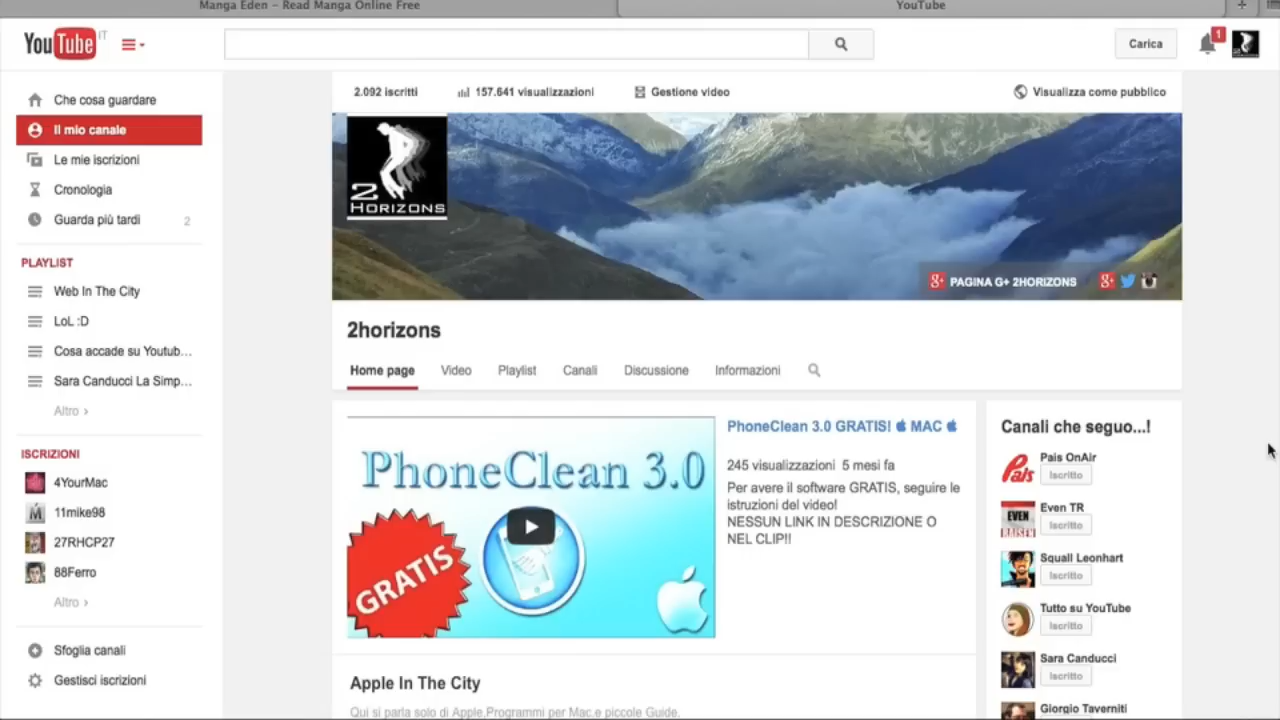 Manga Eden – Read Manga Online Free
YouTube
YouTube IT
Carica
1
Che cosa guardare
Il mio canale
Le mie iscrizioni
Cronologia
Guarda più tardi 2
PLAYLIST
Web In The City
LoL :D
Cosa accade su Youtub...
Sara Canducci La Simp...
Altro ›
ISCRIZIONI
4YourMac
11mike98
27RHCP27
88Ferro
Altro ›
Sfoglia canali
Gestisci iscrizioni
2.092 iscritti 157.641 visualizzazioni Gestione video Visualizza come pubblico
2
HORIZONS
PAGINA G+ 2HORIZONS
2horizons
Home page Video Playlist Canali Discussione Informazioni
PhoneClean 3.0
GRATIS
PhoneClean 3.0 GRATIS! MAC
245 visualizzazioni 5 mesi fa
Per avere il software GRATIS, seguire le
istruzioni del video!
NESSUN LINK IN DESCRIZIONE O
NEL CLIP!!
Apple In The City
Qui si parla solo di Apple,Programmi per Mac,e piccole Guide.
Canali che seguo...!
Pais
Pais OnAir
Iscritto
EVEN
Even TR
Iscritto
Squall Leonhart
Iscritto
Tutto su YouTube
Iscritto
Sara Canducci
Iscritto
Giorgio Taverniti